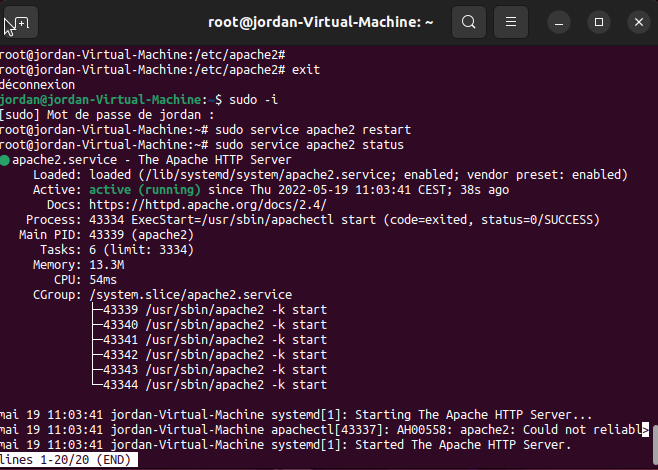 root@jordan-Virtual-Machine: ~
root@jordan-Virtual-Machine:/etc/apache2#
root@jordan-Virtual-Machine:/etc/apache2# exit
déconnexion
jordan@jordan-Virtual-Machine:~$ sudo -i
[sudo] Mot de passe de jordan :
root@jordan-Virtual-Machine:~# sudo service apache2 restart
root@jordan-Virtual-Machine:~# sudo service apache2 status
● apache2.service - The Apache HTTP Server
     Loaded: loaded (/lib/systemd/system/apache2.service; enabled; vendor preset: enabled)
     Active: active (running) since Thu 2022-05-19 11:03:41 CEST; 38s ago
       Docs: https://httpd.apache.org/docs/2.4/
    Process: 43334 ExecStart=/usr/sbin/apachectl start (code=exited, status=0/SUCCESS)
   Main PID: 43339 (apache2)
      Tasks: 6 (limit: 3334)
     Memory: 13.3M
        CPU: 54ms
     CGroup: /system.slice/apache2.service
             ├─43339 /usr/sbin/apache2 -k start
             ├─43340 /usr/sbin/apache2 -k start
             ├─43341 /usr/sbin/apache2 -k start
             ├─43342 /usr/sbin/apache2 -k start
             ├─43343 /usr/sbin/apache2 -k start
             └─43344 /usr/sbin/apache2 -k start
mai 19 11:03:41 jordan-Virtual-Machine systemd[1]: Starting The Apache HTTP Server...
mai 19 11:03:41 jordan-Virtual-Machine apachectl[43337]: AH00558: apache2: Could not reliabl>
mai 19 11:03:41 jordan-Virtual-Machine systemd[1]: Started The Apache HTTP Server.
lines 1-20/20 (END)